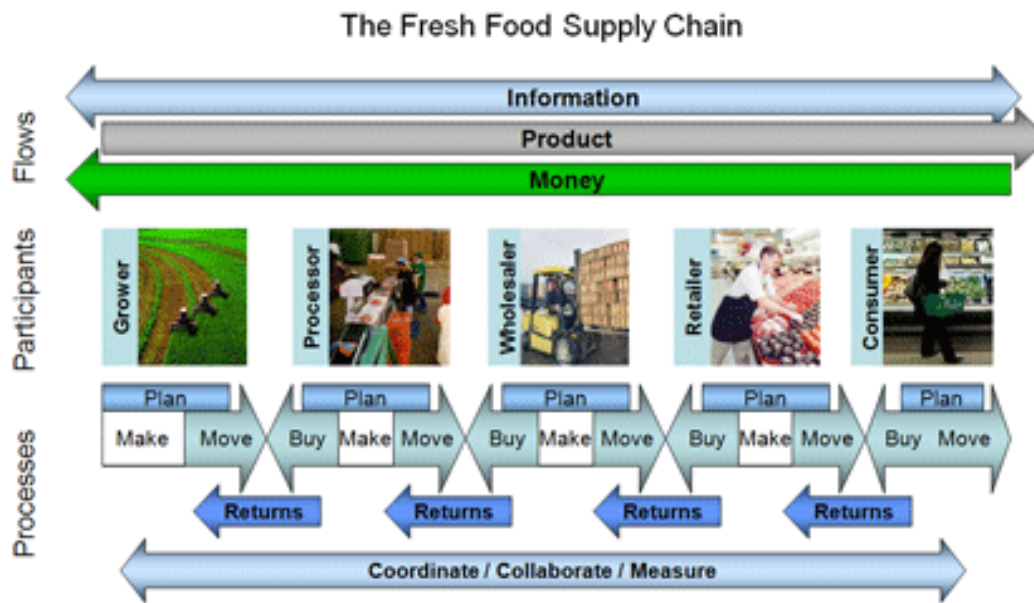 The Fresh Food Supply Chain
Flows
Information
Product
Money
Participants
Grower
Processor
Wholesaler
Retailer
Consumer
Processes
Plan
Make Move
Plan
Buy Make Move
Plan
Buy Make Move
Plan
Buy Make Move
Plan
Buy Move
Returns
Returns
Returns
Returns
Coordinate / Collaborate / Measure